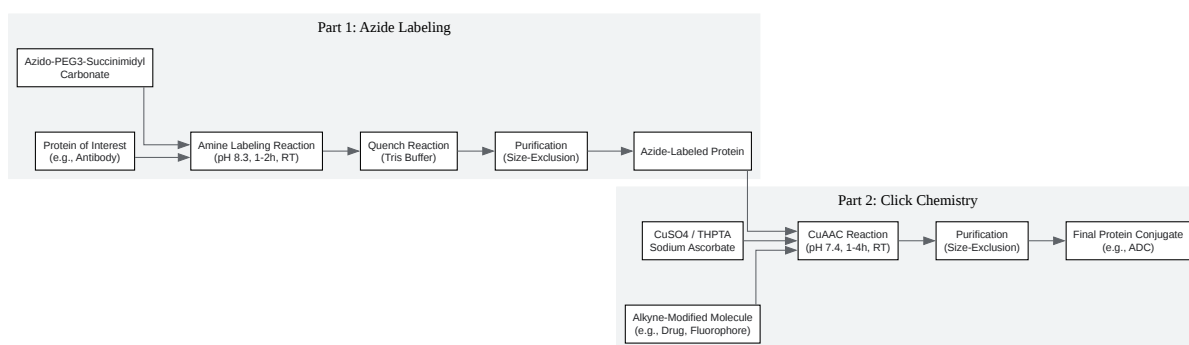 Part 1: Azide Labeling
Azido-PEG3-Succinimidyl
Carbonate
Protein of Interest
(e.g., Antibody)
Amine Labeling Reaction
(pH 8.3, 1-2h, RT)
Quench Reaction
(Tris Buffer)
Purification
(Size-Exclusion)
Azide-Labeled Protein
Part 2: Click Chemistry
CuSO4 / THPTA
Sodium Ascorbate
CuAAC Reaction
(pH 7.4, 1-4h, RT)
Purification
(Size-Exclusion)
Final Protein Conjugate
(e.g., ADC)
Alkyne-Modified Molecule
(e.g., Drug, Fluorophore)